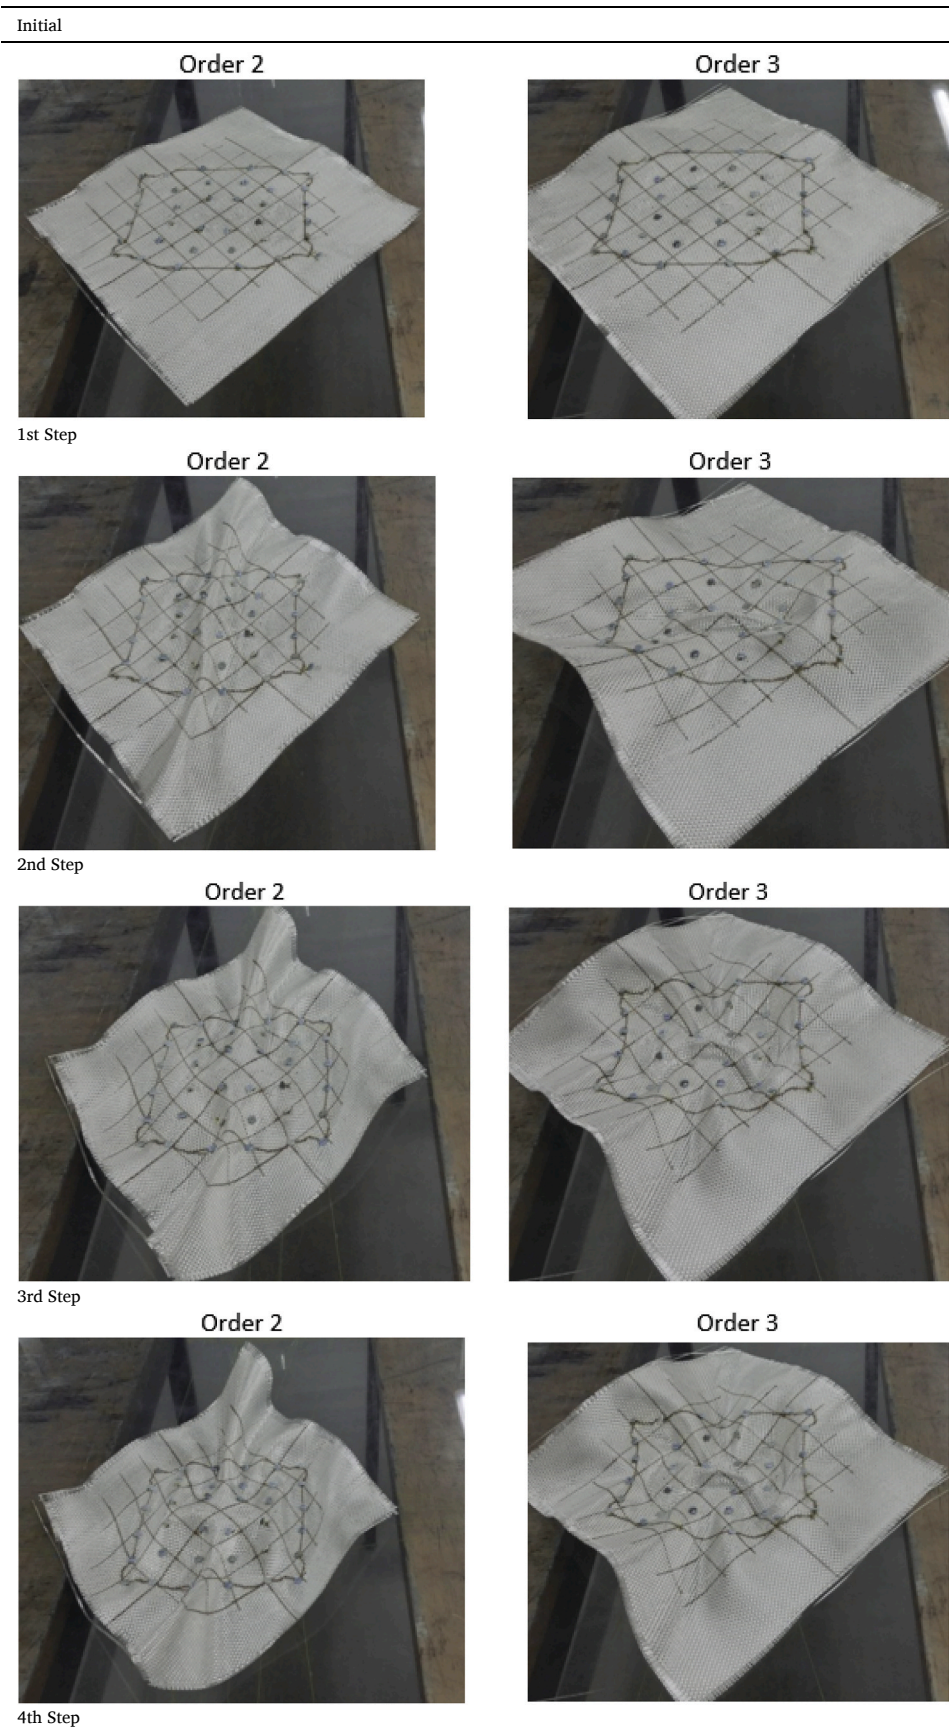 Initial
Order 2 Order 3
1st Step
Order 2 Order 3
2nd Step
Order 2 Order 3
3rd Step
Order 2 Order 3
4th Step